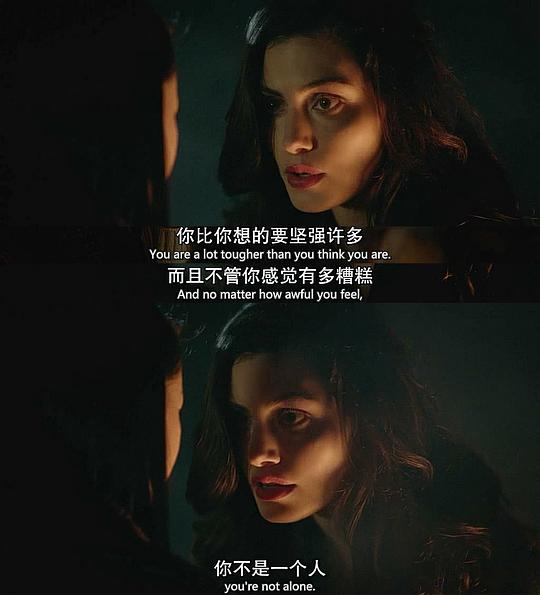 你比你想的要坚强许多
You are a lot tougher than you think you are.
而且不管你感觉有多糟糕
And no matter how awful you feel,
你不是一个人
you're not alone.